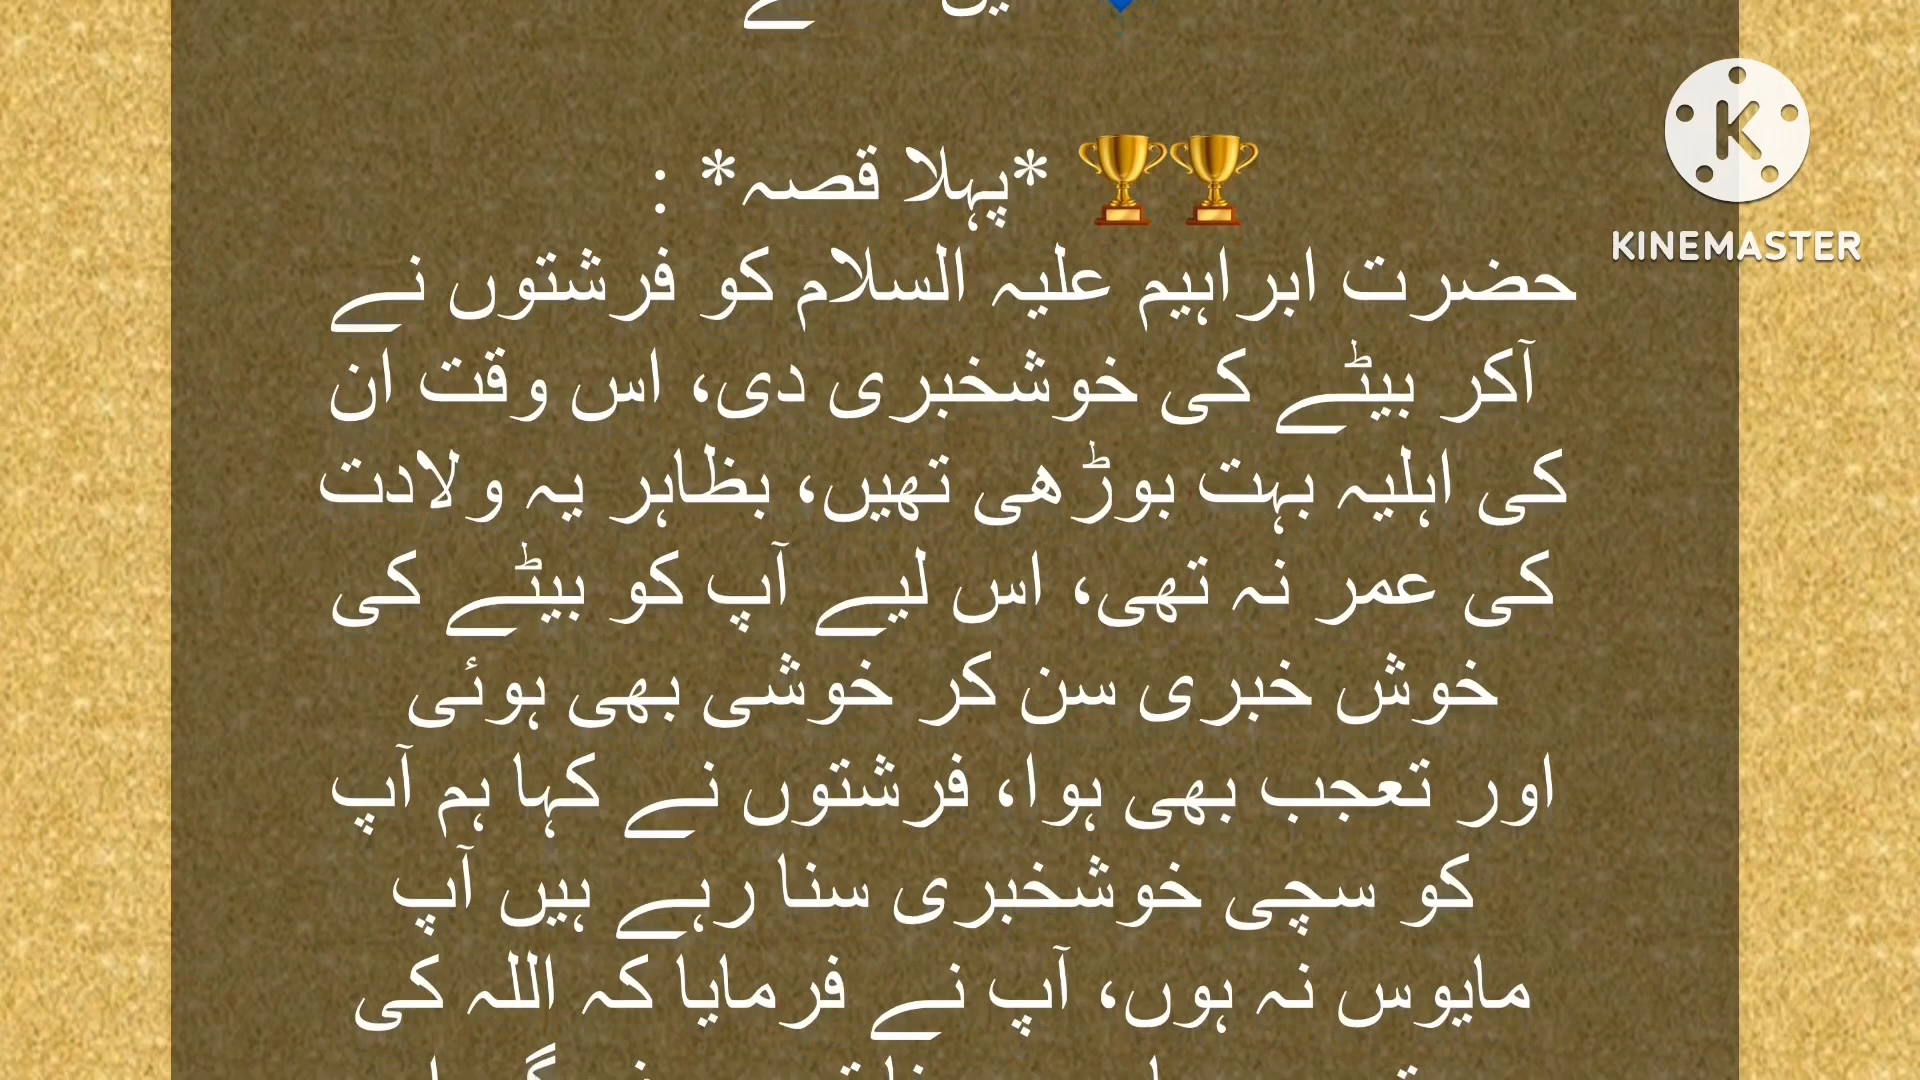 🏆🏆 *پہلا قصہ* :
حضرت ابراہیم علیہ السلام کو فرشتوں نے
آکر بیٹے کی خوشخبری دی، اس وقت ان
کی اہلیہ بہت بوڑھی تھیں، بظاہر یہ ولادت
کی عمر نہ تھی، اس لیے آپ کو بیٹے کی
خوش خبری سن کر خوشی بھی ہوئی
اور تعجب بھی ہوا، فرشتوں نے کہا ہم آپ
کو سچی خوشخبری سنا رہے ہیں آپ
مایوس نہ ہوں، آپ نے فرمایا کہ اللہ کی
KINEMASTER